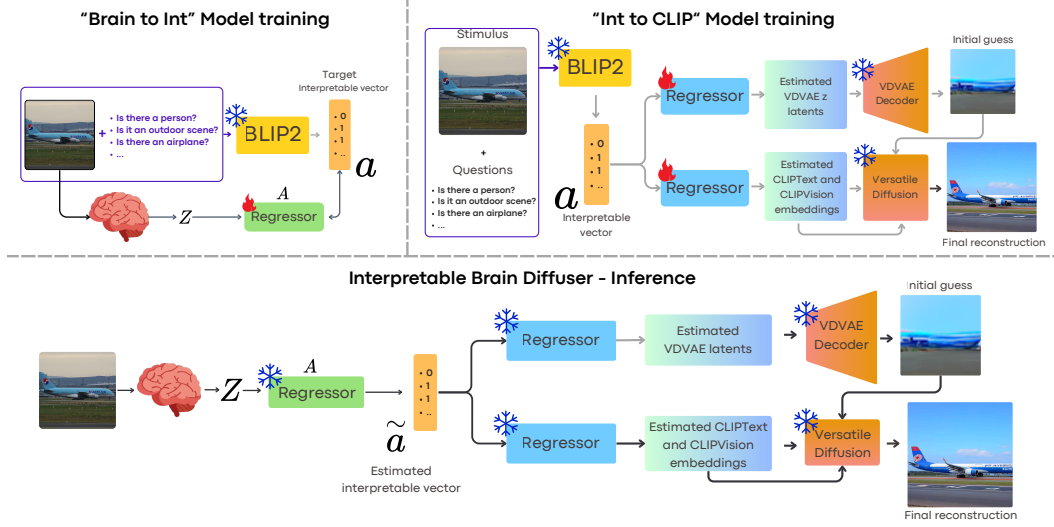 “Brain to Int” Model training
Target
Interpretable vector
• Is there a person?
• Is it an outdoor scene?
• Is there an airplane?
• ...
+
BLIP2
• 0
• 1
• 1
• ..
a
Z
A
Regressor
“Int to CLIP“ Model training
Stimulus
+
Questions
• Is there a person?
• Is it an outdoor scene?
• Is there an airplane?
• ...
BLIP2
• 0
• 1
• 1
• ..
a
Interpretable
vector
Regressor
Estimated
VDVAE z
latents
VDVAE
Decoder
Initial guess
Regressor
Estimated
CLIPText and
CLIPVision
embeddings
Versatile
Diffusion
Final reconstruction
Interpretable Brain Diffuser - Inference
Z
A
Regressor
• 0
• 1
• 1
• ..
ã
Estimated
interpretable vector
Regressor
Estimated
VDVAE latents
VDVAE
Decoder
Initial guess
Regressor
Estimated CLIPText
and CLIPVision
embeddings
Versatile
Diffusion
Final reconstruction